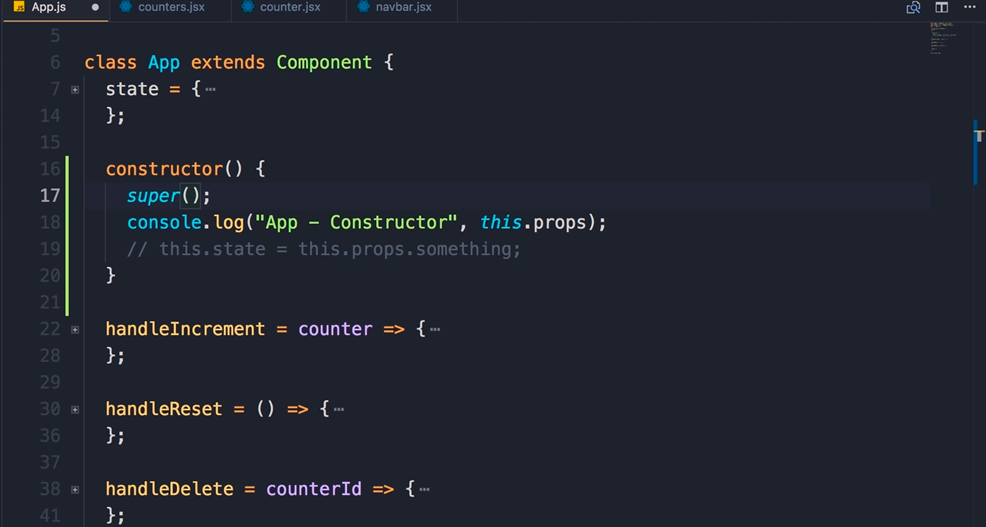 App.js counters.jsx counter.jsx navbar.jsx
5
6 class App extends Component {
7 state = {
14 };
15
16 constructor() {
17 super();
18 console.log("App - Constructor", this.props);
19 // this.state = this.props.something;
20 }
21
22 handleIncrement = counter => {
28 };
29
30 handleReset = () => {
36 };
37
38 handleDelete = counterId => {
41 };